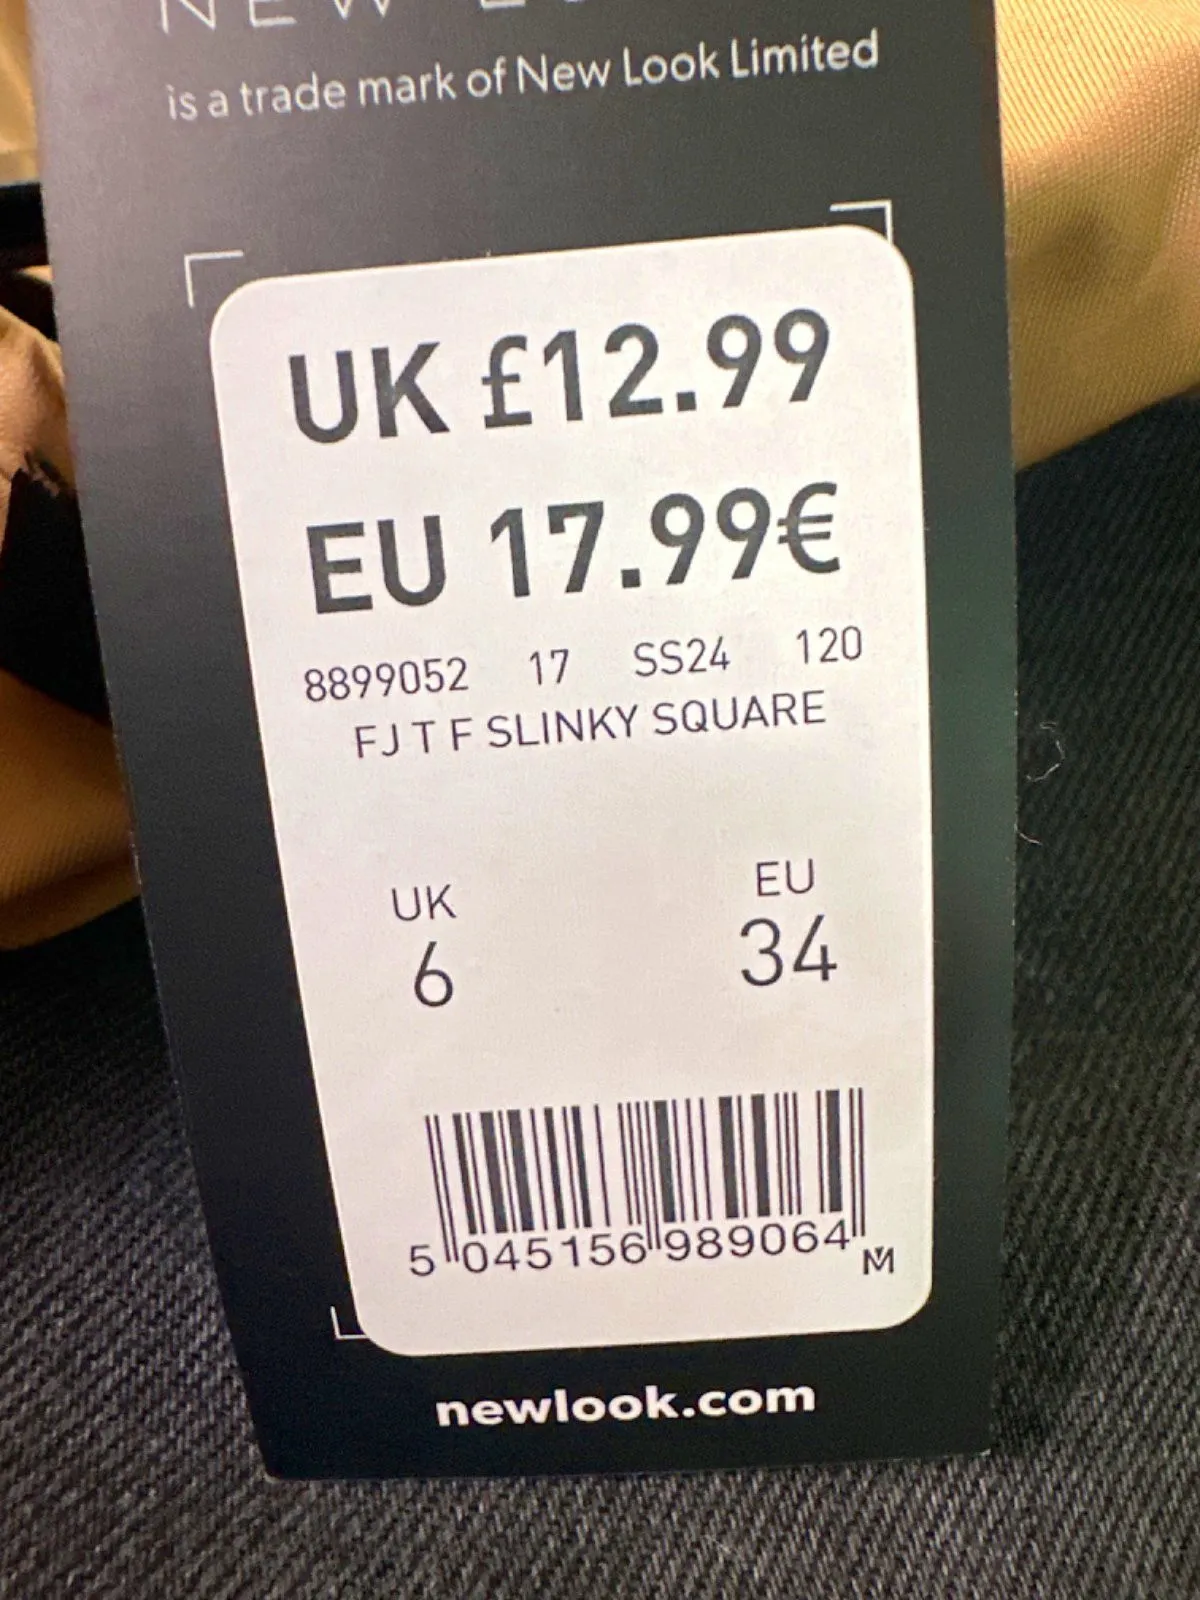 NEW
is a trade mark of New Look Limited
UK £12.99
EU 17.99€
8899052 17 SS24 120
FJ T F SLINKY SQUARE
UK EU
6 34
5 045156 989064
newlook.com